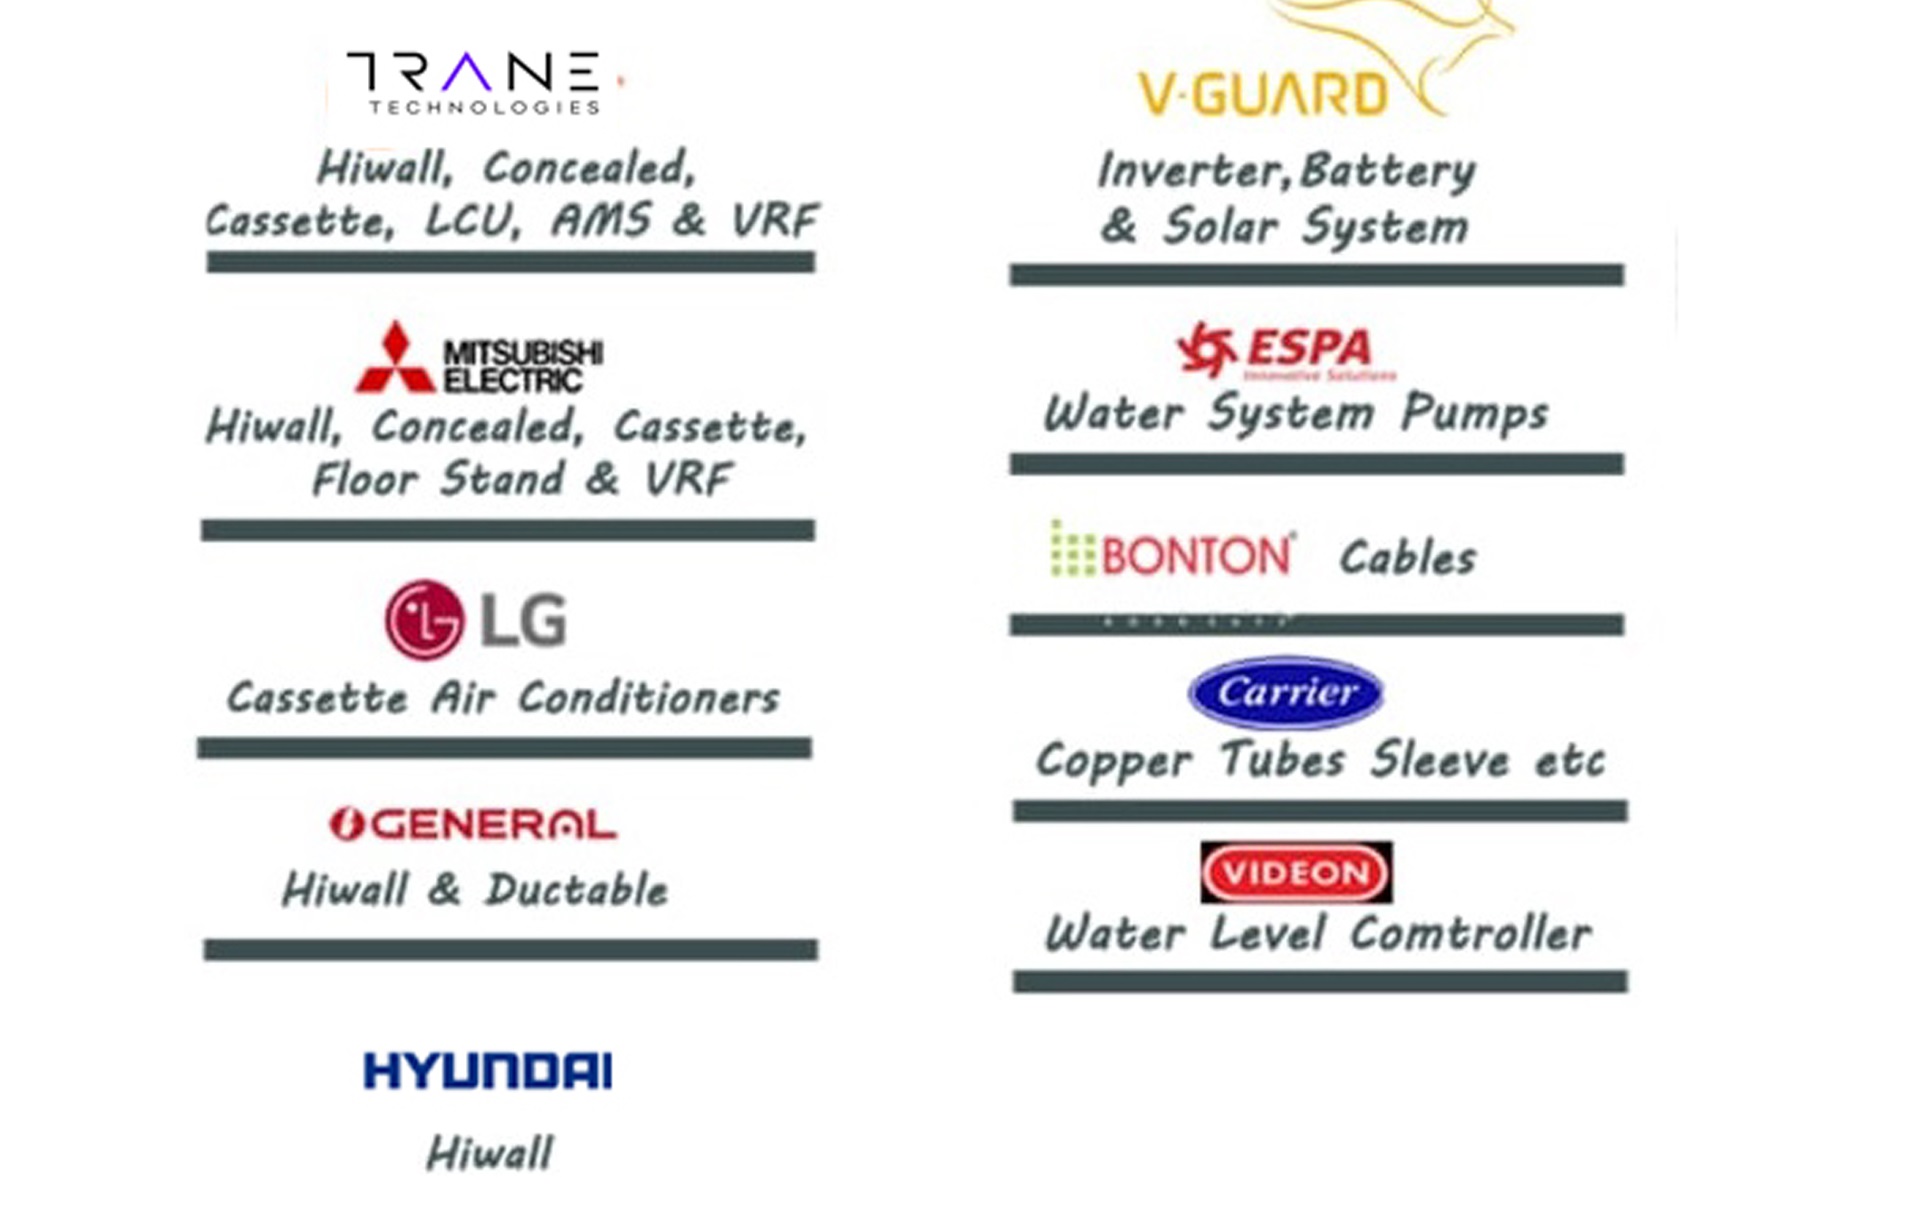 TRANE
TECHNOLOGIES
Hiwall, Concealed,
Cassette, LCU, AMS & VRF
MITSUBISHI
ELECTRIC
Hiwall, Concealed, Cassette,
Floor Stand & VRF
LG
Cassette Air Conditioners
GENERAL
Hiwall & Ductable
HYUNDAI
Hiwall
V-GUARD
Inverter, Battery
& Solar System
ESPA
Innovative Solutions
Water System Pumps
BONTON Cables
Carrier
Copper Tubes Sleeve etc
VIDEON
Water Level Comtroller